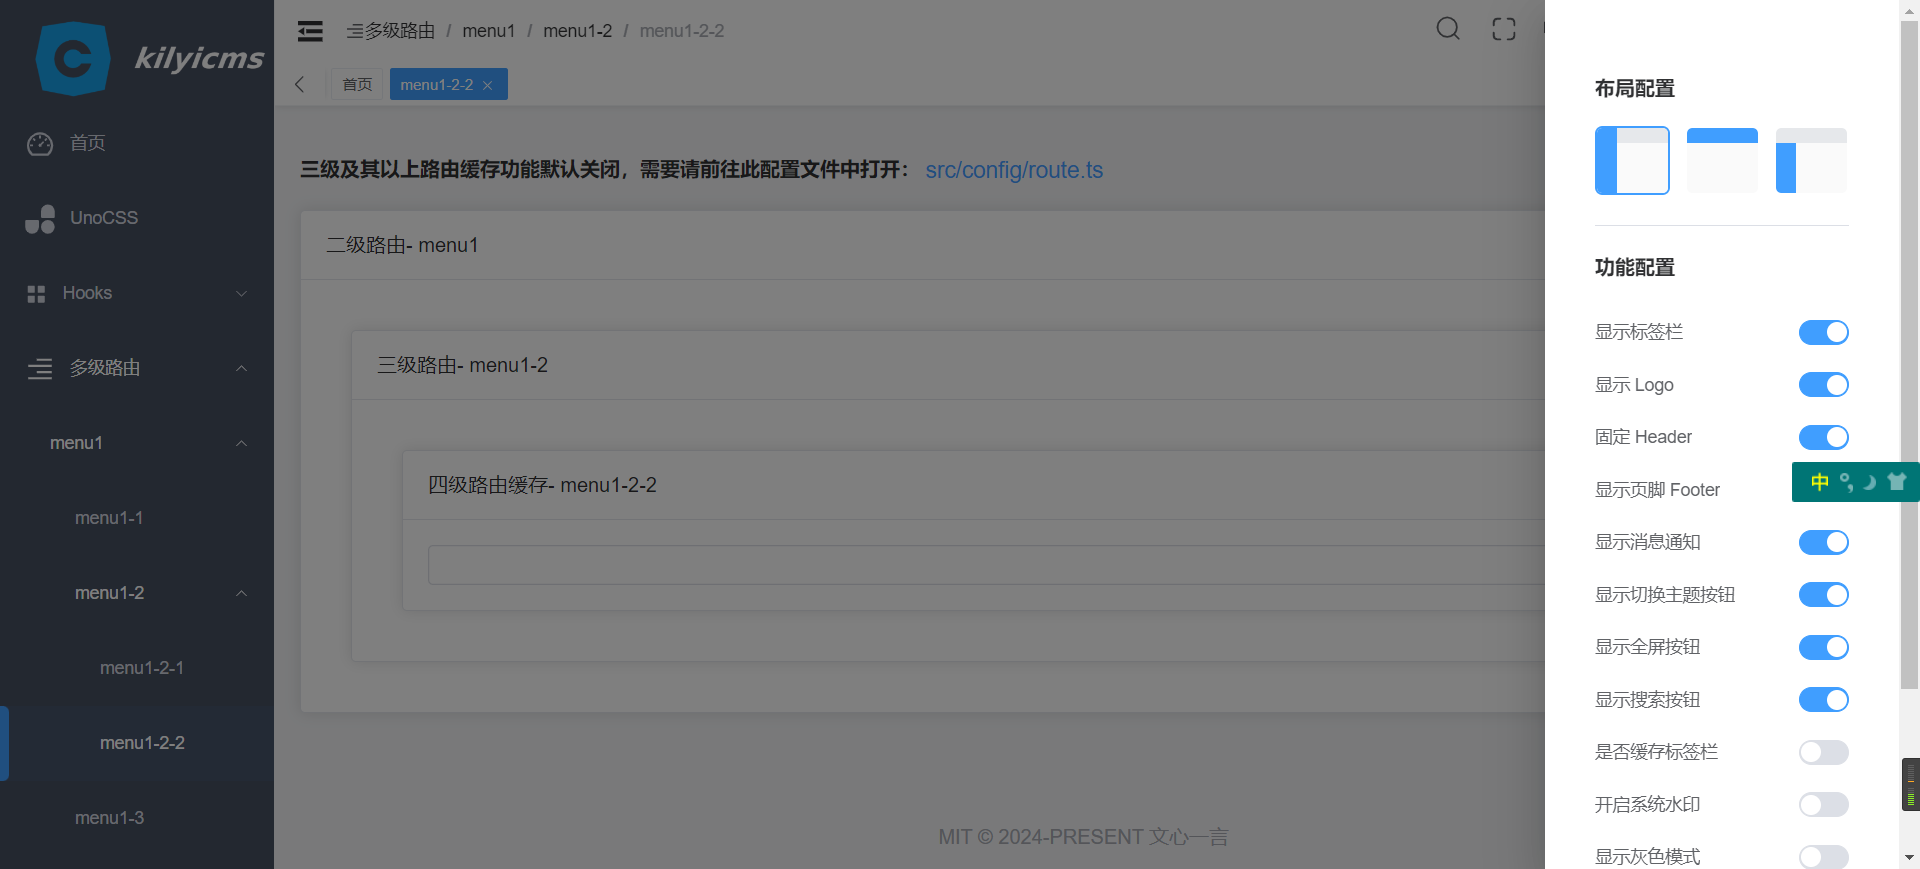 kilyicms
首页
UnoCSS
Hooks
多级路由
menu1
menu1-1
menu1-2
menu1-2-1
menu1-2-2
menu1-3
多级路由 / menu1 / menu1-2 / menu1-2-2
首页 menu1-2-2
三级及其以上路由缓存功能默认关闭，需要请前往此配置文件中打开： src/config/route.ts
二级路由- menu1
三级路由- menu1-2
四级路由缓存- menu1-2-2
MIT © 2024-PRESENT 文心一言
布局配置
功能配置
显示标签栏
显示 Logo
固定 Header
显示页脚 Footer
中
显示消息通知
显示切换主题按钮
显示全屏按钮
显示搜索按钮
是否缓存标签栏
开启系统水印
显示灰色模式